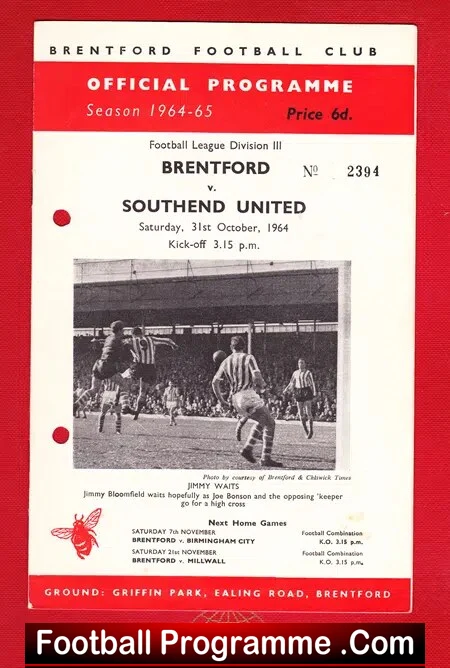 BRENTFORD FOOTBALL CLUB
OFFICIAL PROGRAMME
Season 1964-65 Price 6d.
Football League Division III
BRENTFORD No 2394
v.
SOUTHEND UNITED
Saturday, 31st October, 1964
Kick-off 3.15 p.m.
Photo by courtesy of Brentford & Chiswick Times
JIMMY WAITS
Jimmy Bloomfield waits hopefully as Joe Bonson and the opposing 'keeper
go for a high cross
Next Home Games
SATURDAY 7th NOVEMBER Football Combination
BRENTFORD v. BIRMINGHAM CITY K.O. 3.15 p.m.
SATURDAY 21st NOVEMBER Football Combination
BRENTFORD v. MILLWALL K.O. 3.15 p.m.
GROUND: GRIFFIN PARK, EALING ROAD, BRENTFORD
Football Programme .Com